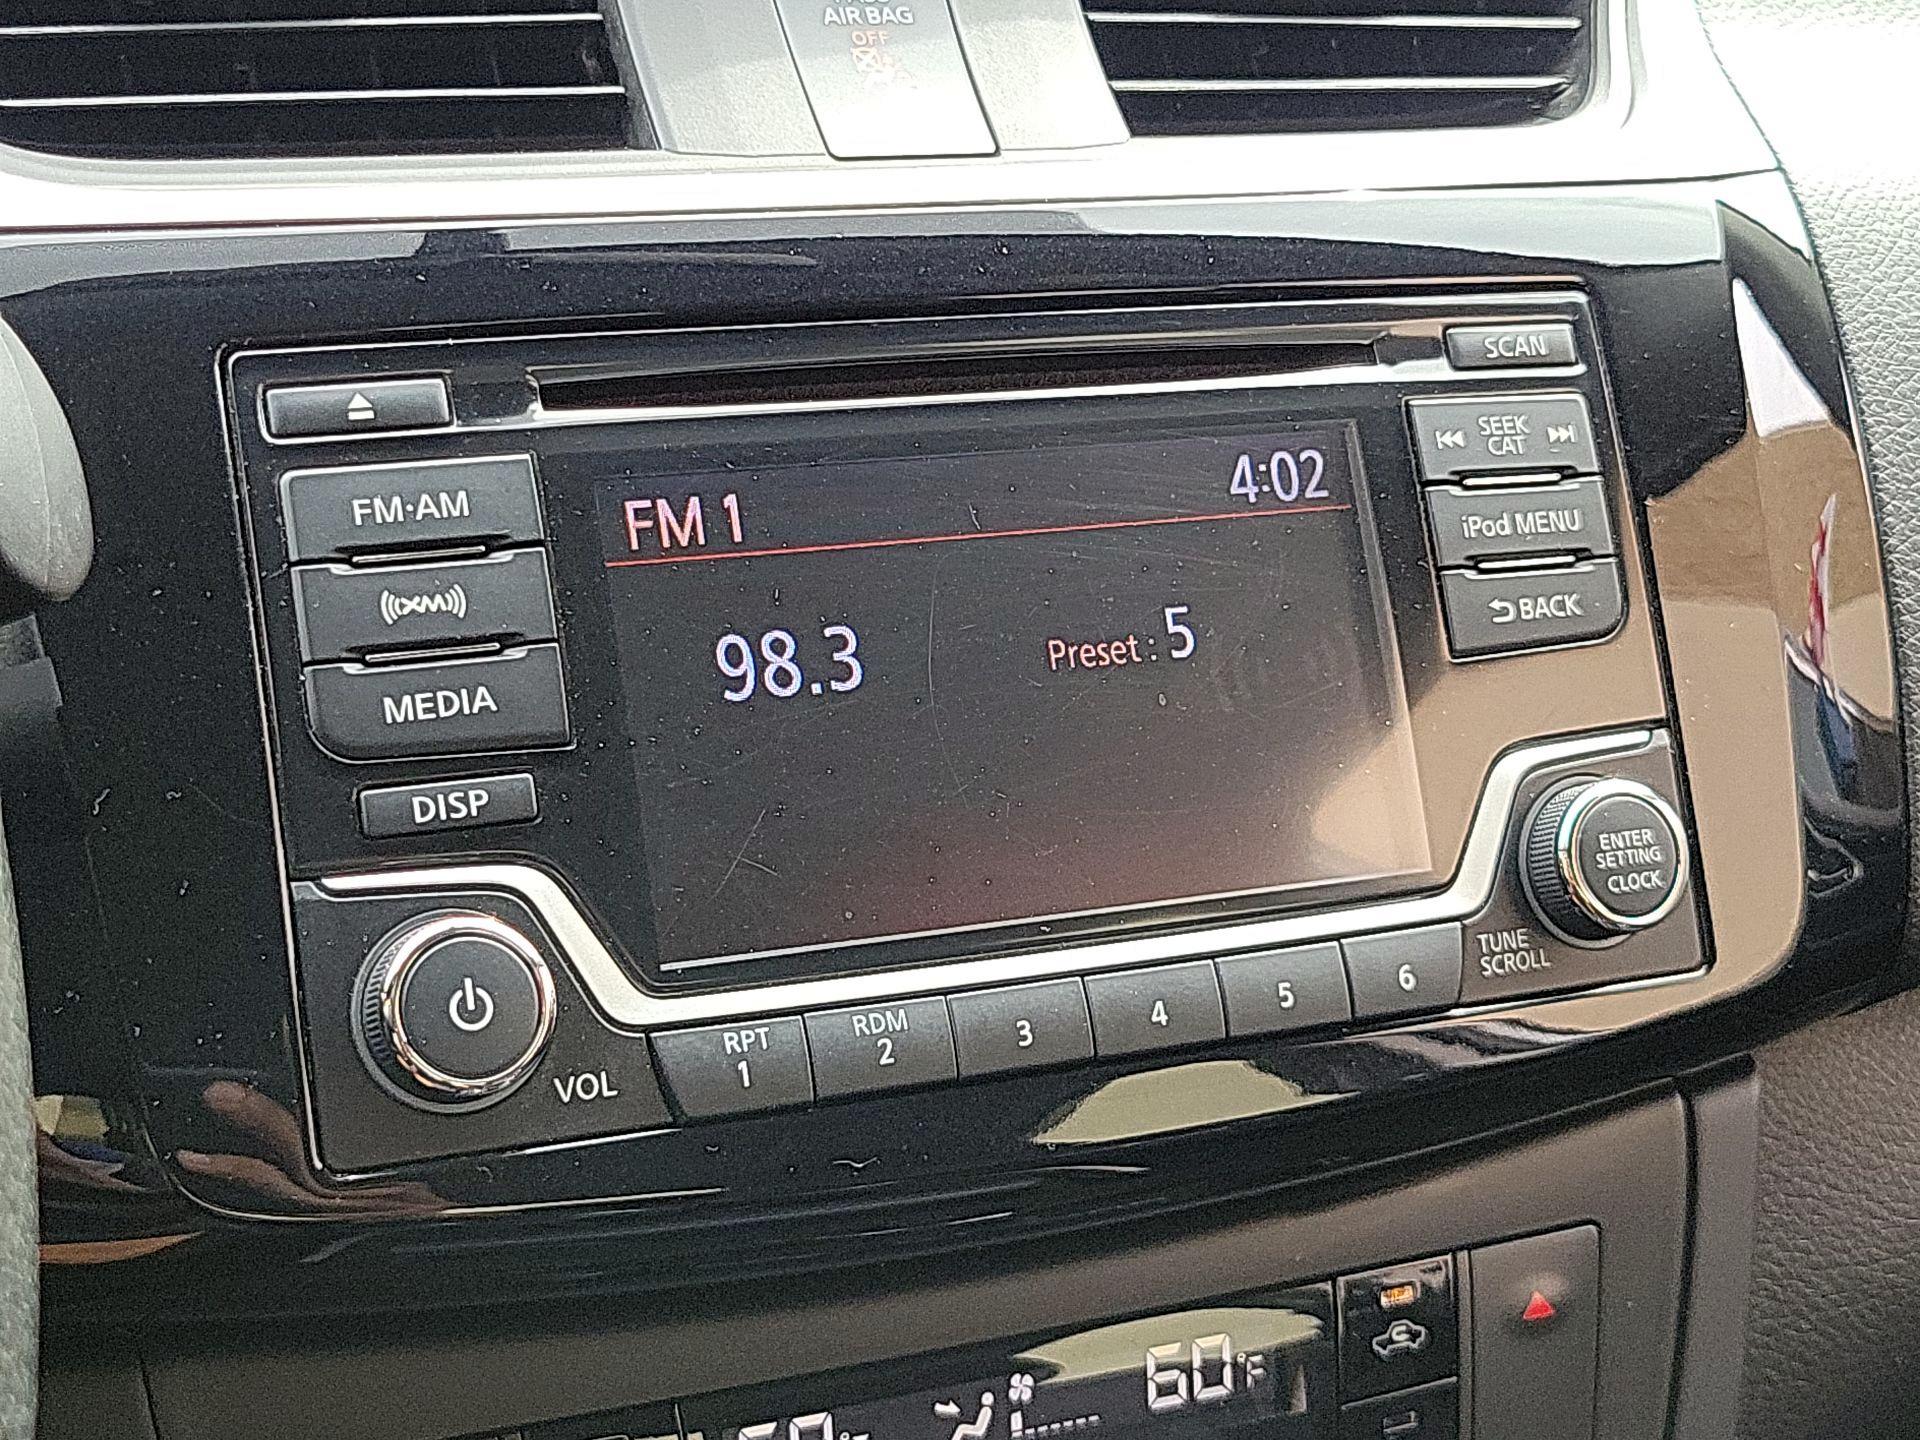 AIR BAG
OFF
SCAN
SEEK
CAT
FM·AM
FM 1
4:02
iPod MENU
XM
98.3
Preset : 5
BACK
MEDIA
DISP
ENTER
SETTING
CLOCK
TUNE
SCROLL
VOL
RPT
1
RDM
2
3
4
5
6
60°F